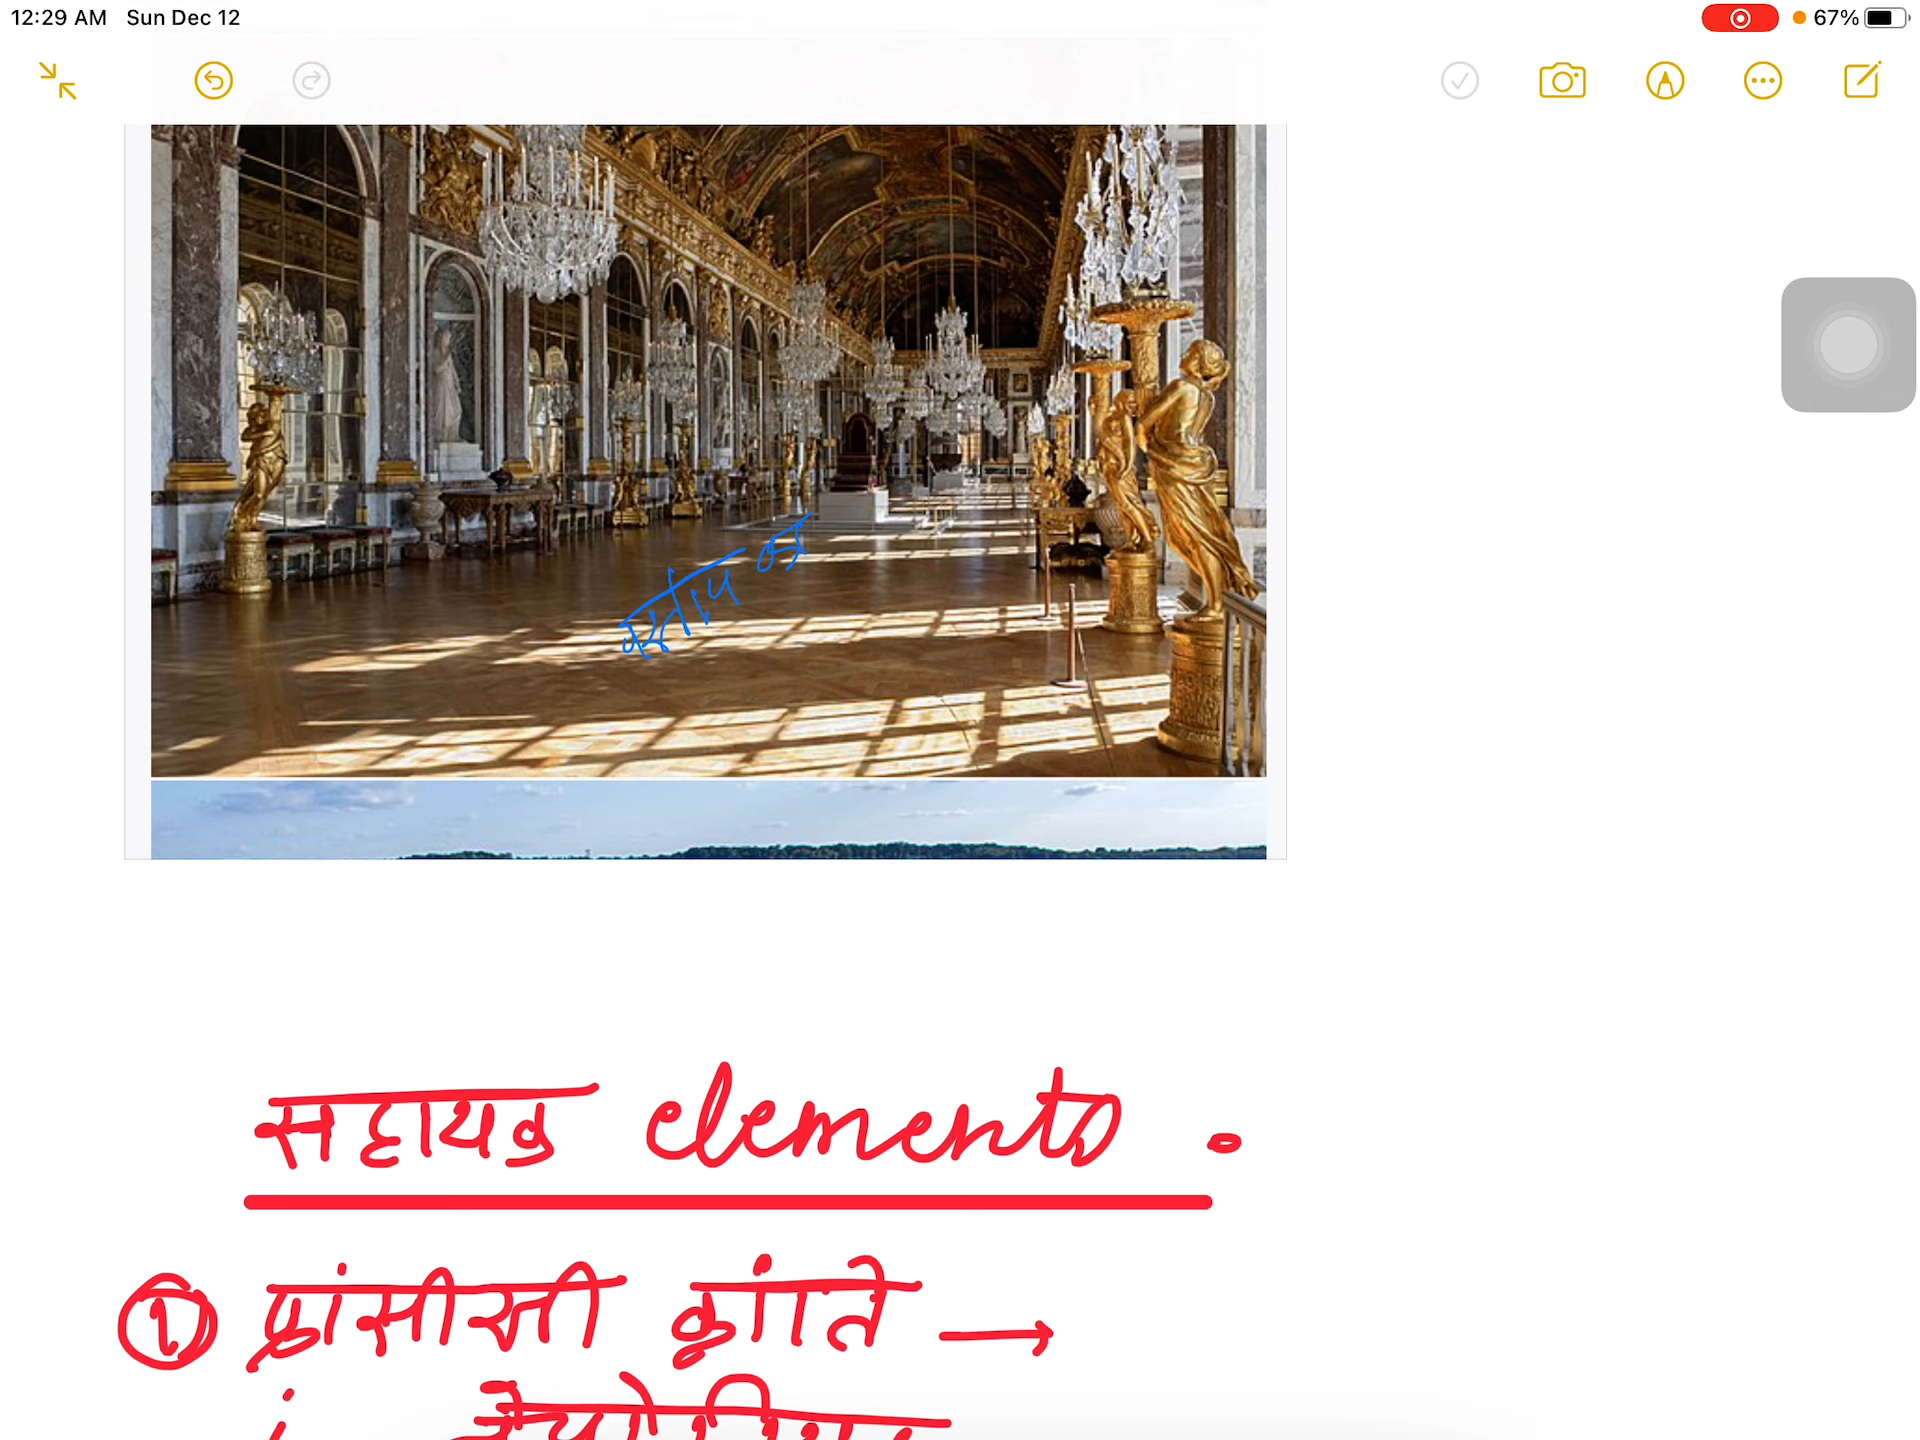 12:29 AM Sun Dec 12
67%
सहायक elements
① फ्रांसीसी क्रांति →